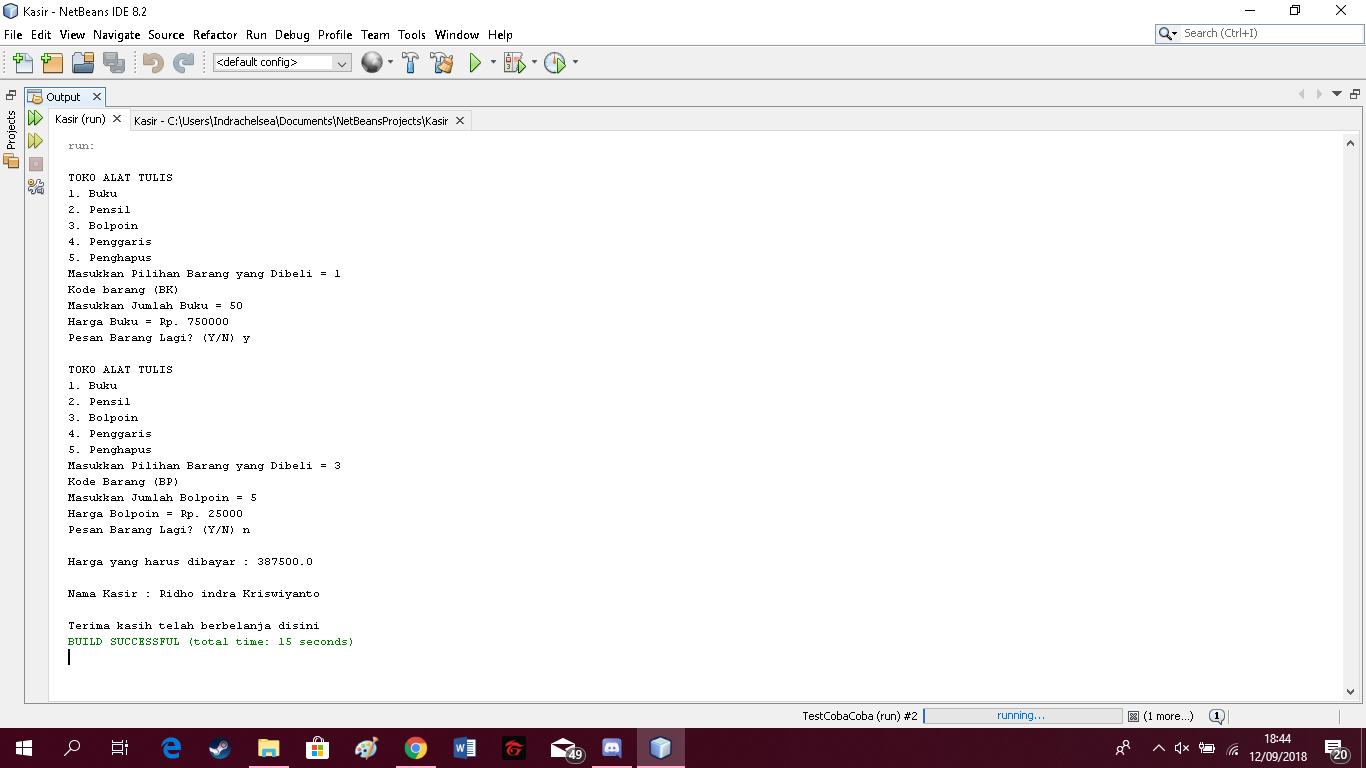 Kasir - NetBeans IDE 8.2
File Edit View Navigate Source Refactor Run Debug Profile Team Tools Window Help
Search (Ctrl+I)
<default config>
Output
Projects
Kasir (run)
Kasir - C:\Users\Indrachelsea\Documents\NetBeansProjects\Kasir
run:
TOKO ALAT TULIS
1. Buku
2. Pensil
3. Bolpoin
4. Penggaris
5. Penghapus
Masukkan Pilihan Barang yang Dibeli = 1
Kode barang (BK)
Masukkan Jumlah Buku = 50
Harga Buku = Rp. 750000
Pesan Barang Lagi? (Y/N) y
TOKO ALAT TULIS
1. Buku
2. Pensil
3. Bolpoin
4. Penggaris
5. Penghapus
Masukkan Pilihan Barang yang Dibeli = 3
Kode Barang (BP)
Masukkan Jumlah Bolpoin = 5
Harga Bolpoin = Rp. 25000
Pesan Barang Lagi? (Y/N) n
Harga yang harus dibayar : 387500.0
Nama Kasir : Ridho indra Kriswiyanto
Terima kasih telah berbelanja disini
BUILD SUCCESSFUL (total time: 15 seconds)
TestCobaCoba (run) #2
running...
(1 more...)
1
49
18:44
12/09/2018
20